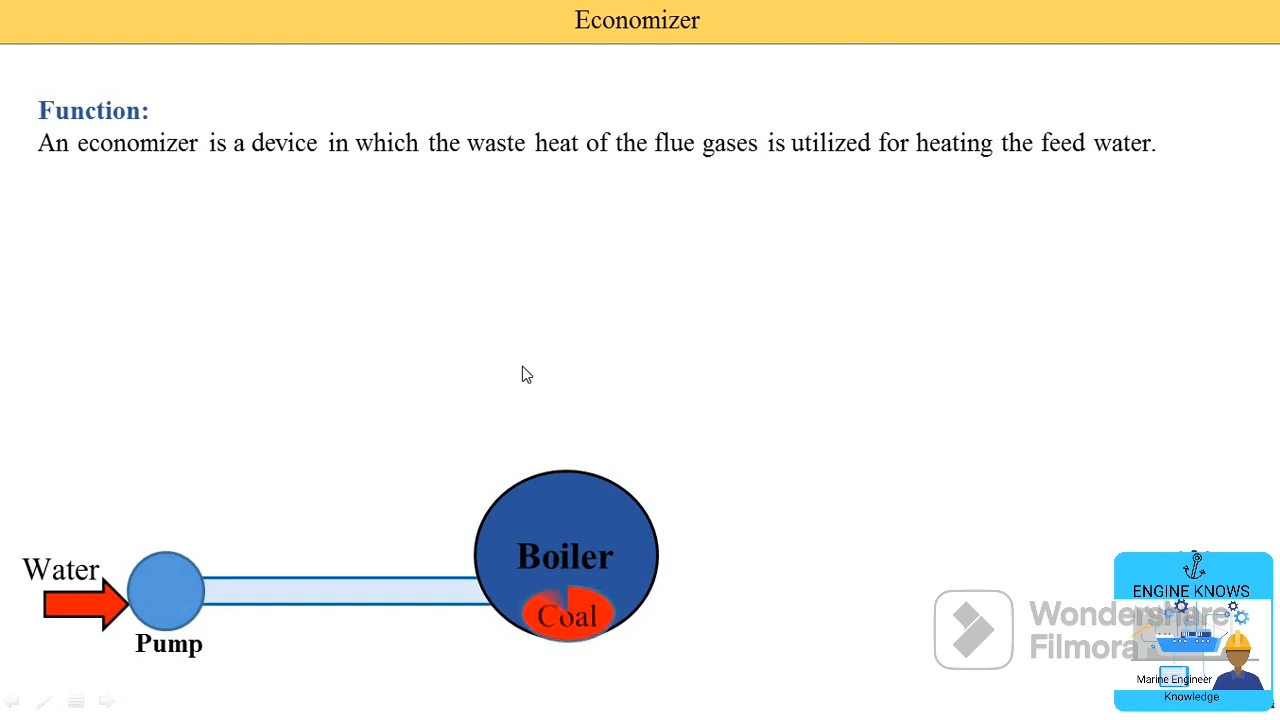 Economizer
Function:
An economizer is a device in which the waste heat of the flue gases is utilized for heating the feed water.
Water
Pump
Boiler
Coal
Wondershare
Filmora
ENGINE KNOWS
Marine Engineer
Knowledge